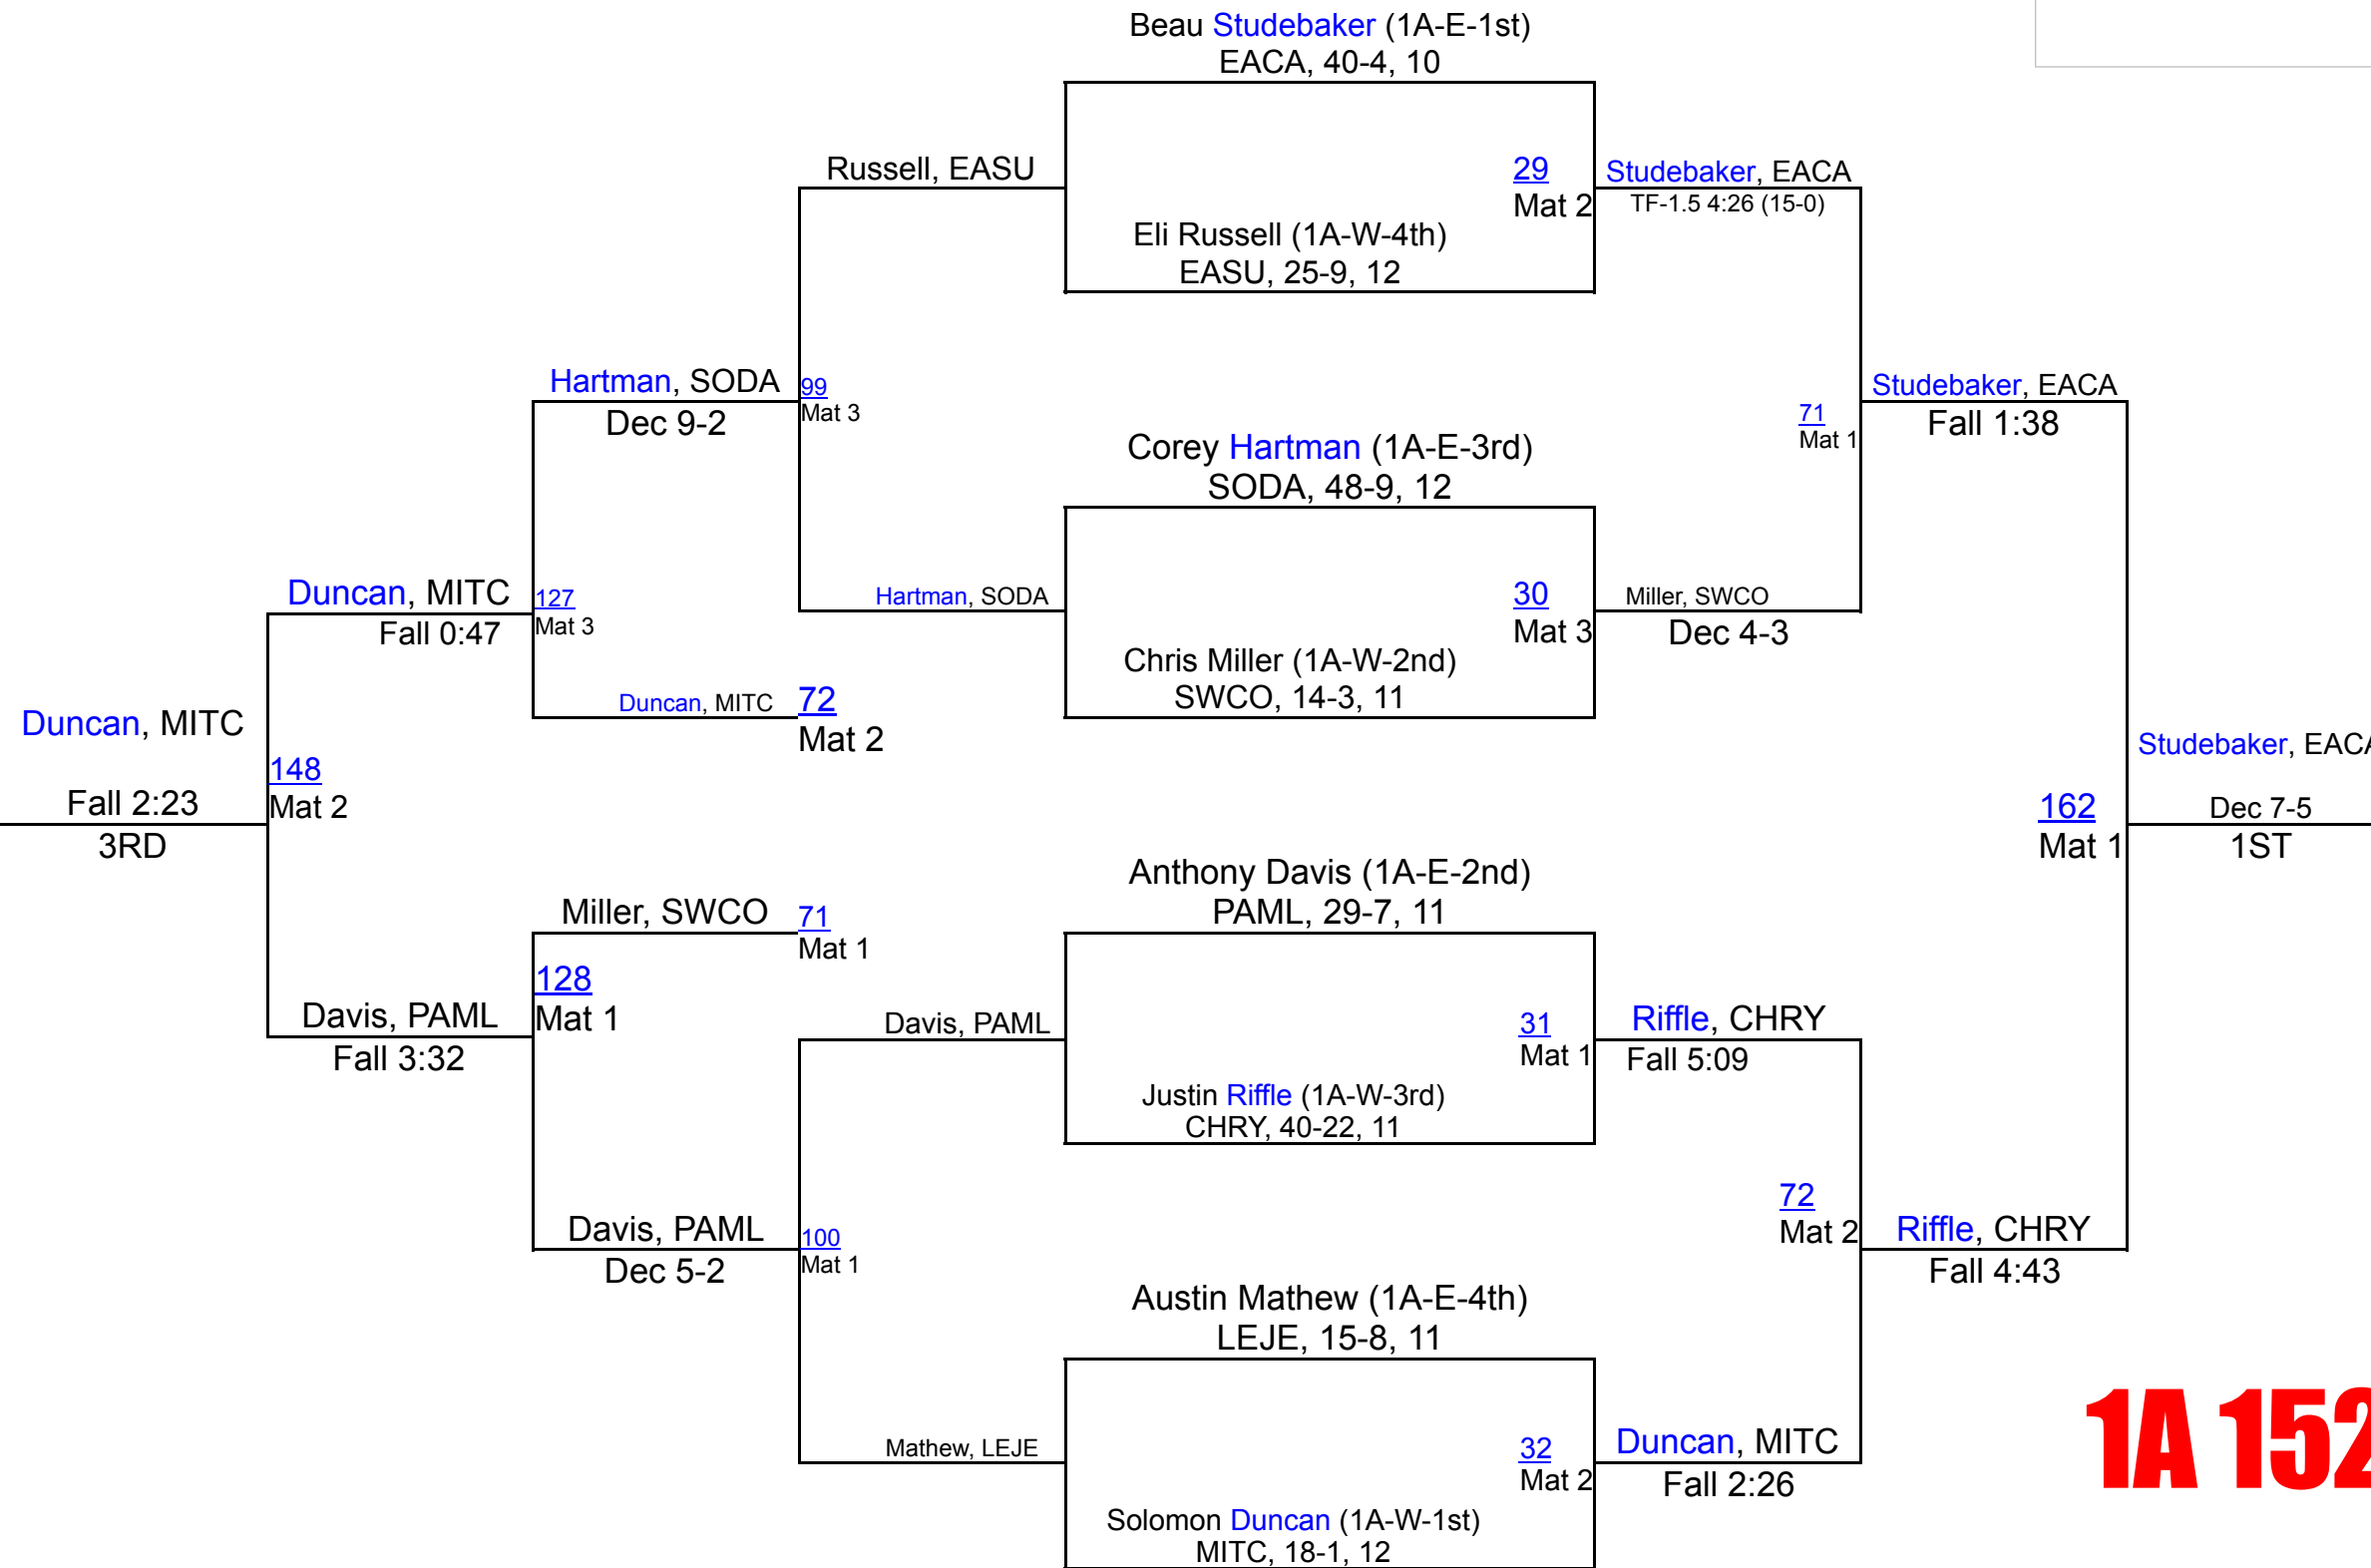 Beau Studebaker (1A-E-1st)
EACA, 40-4, 10
Russell, EASU
29
Mat 2
Studebaker, EACA
TF-1.5 4:26 (15-0)
Eli Russell (1A-W-4th)
EASU, 25-9, 12
Hartman, SODA
Dec 9-2
99
Mat 3
Studebaker, EACA
Fall 1:38
71
Mat 1
Corey Hartman (1A-E-3rd)
SODA, 48-9, 12
Duncan, MITC
Fall 0:47
127
Mat 3
Hartman, SODA
30
Mat 3
Miller, SWCO
Dec 4-3
Chris Miller (1A-W-2nd)
SWCO, 14-3, 11
Duncan, MITC
72
Mat 2
Duncan, MITC
Fall 2:23
3RD
148
Mat 2
Studebaker, EACA
Dec 7-5
1ST
162
Mat 1
Anthony Davis (1A-E-2nd)
PAML, 29-7, 11
Miller, SWCO
71
Mat 1
128
Mat 1
Davis, PAML
Fall 3:32
Davis, PAML
31
Mat 1
Riffle, CHRY
Fall 5:09
Justin Riffle (1A-W-3rd)
CHRY, 40-22, 11
Davis, PAML
Dec 5-2
100
Mat 1
72
Mat 2
Riffle, CHRY
Fall 4:43
Austin Mathew (1A-E-4th)
LEJE, 15-8, 11
Mathew, LEJE
32
Mat 2
Duncan, MITC
Fall 2:26
Solomon Duncan (1A-W-1st)
MITC, 18-1, 12
1A 152